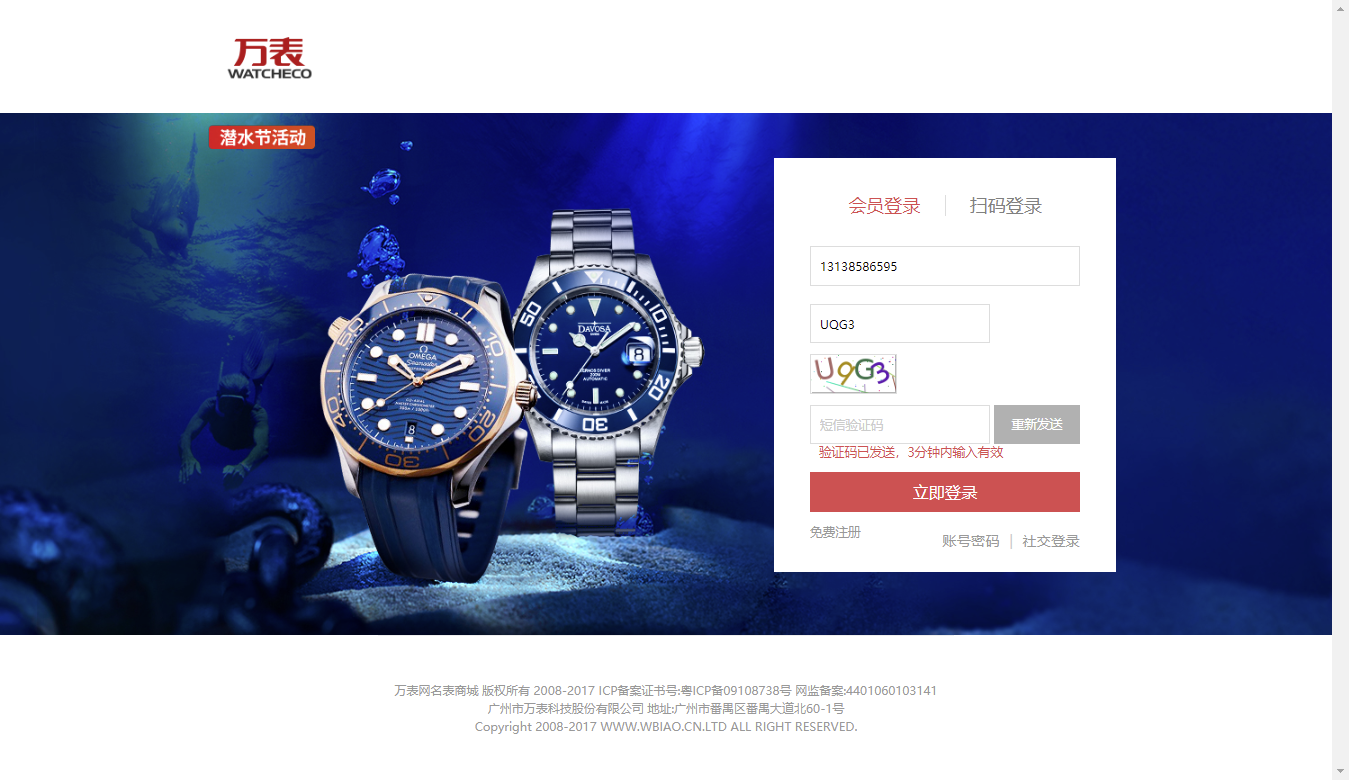 万表
WATCHECO
潜水节活动
会员登录
扫码登录
13138586595
UQG3
U9G3
短信验证码
重新发送
验证码已发送，3分钟内输入有效
立即登录
免费注册
账号密码 | 社交登录
OMEGA
Seamaster
DAVOSA
AUTOMATIC
万表网名表商城 版权所有 2008-2017 ICP备案证书号:粤ICP备09108738号 网监备案:4401060103141
广州市万表科技股份有限公司 地址:广州市番禺区番禺大道北60-1号
Copyright 2008-2017 WWW.WBIAO.CN.LTD ALL RIGHT RESERVED.